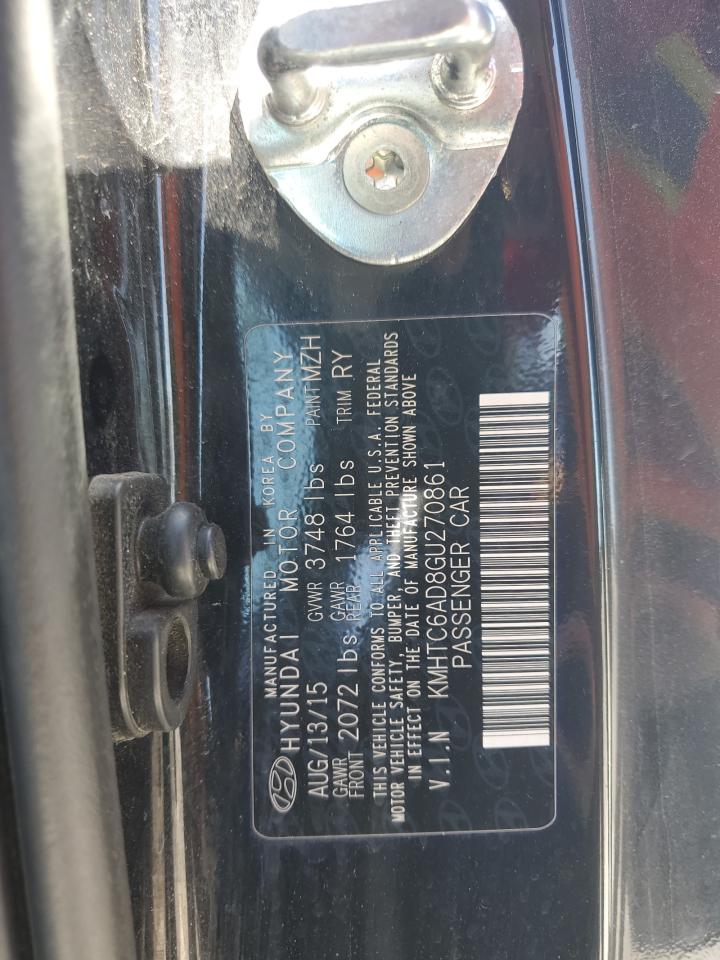 MANUFACTURED IN KOREA BY
HYUNDAI MOTOR COMPANY
AUG/13/15 GVWR 3748 lbs PAINT MZH
GAWR FRONT 2072 lbs GAWR REAR 1764 lbs TRIM RY
THIS VEHICLE CONFORMS TO ALL APPLICABLE U.S.A. FEDERAL
MOTOR VEHICLE SAFETY, BUMPER, AND THEFT PREVENTION STANDARDS
IN EFFECT ON THE DATE OF MANUFACTURE SHOWN ABOVE
V.I.N KMHTC6AD8GU270861
PASSENGER CAR